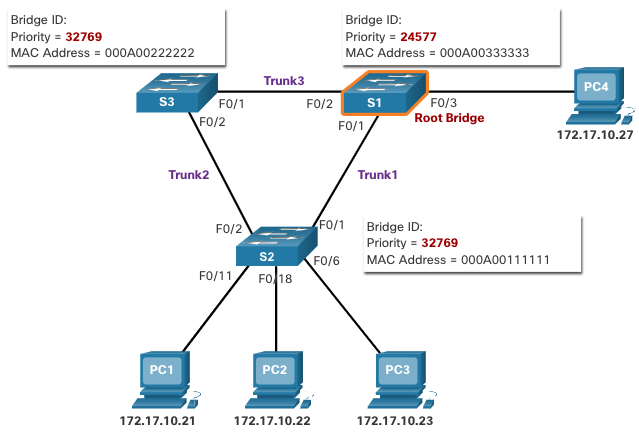 Bridge ID:
Priority = 32769
MAC Address = 000A00222222
Bridge ID:
Priority = 24577
MAC Address = 000A00333333
Trunk3
S3
F0/1
F0/2
S1
F0/3
PC4
F0/2
F0/1
Root Bridge
172.17.10.27
Trunk2
Trunk1
F0/2
F0/1
Bridge ID:
Priority = 32769
MAC Address = 000A00111111
S2
F0/11
F0/18
F0/6
PC1
PC2
PC3
172.17.10.21
172.17.10.22
172.17.10.23